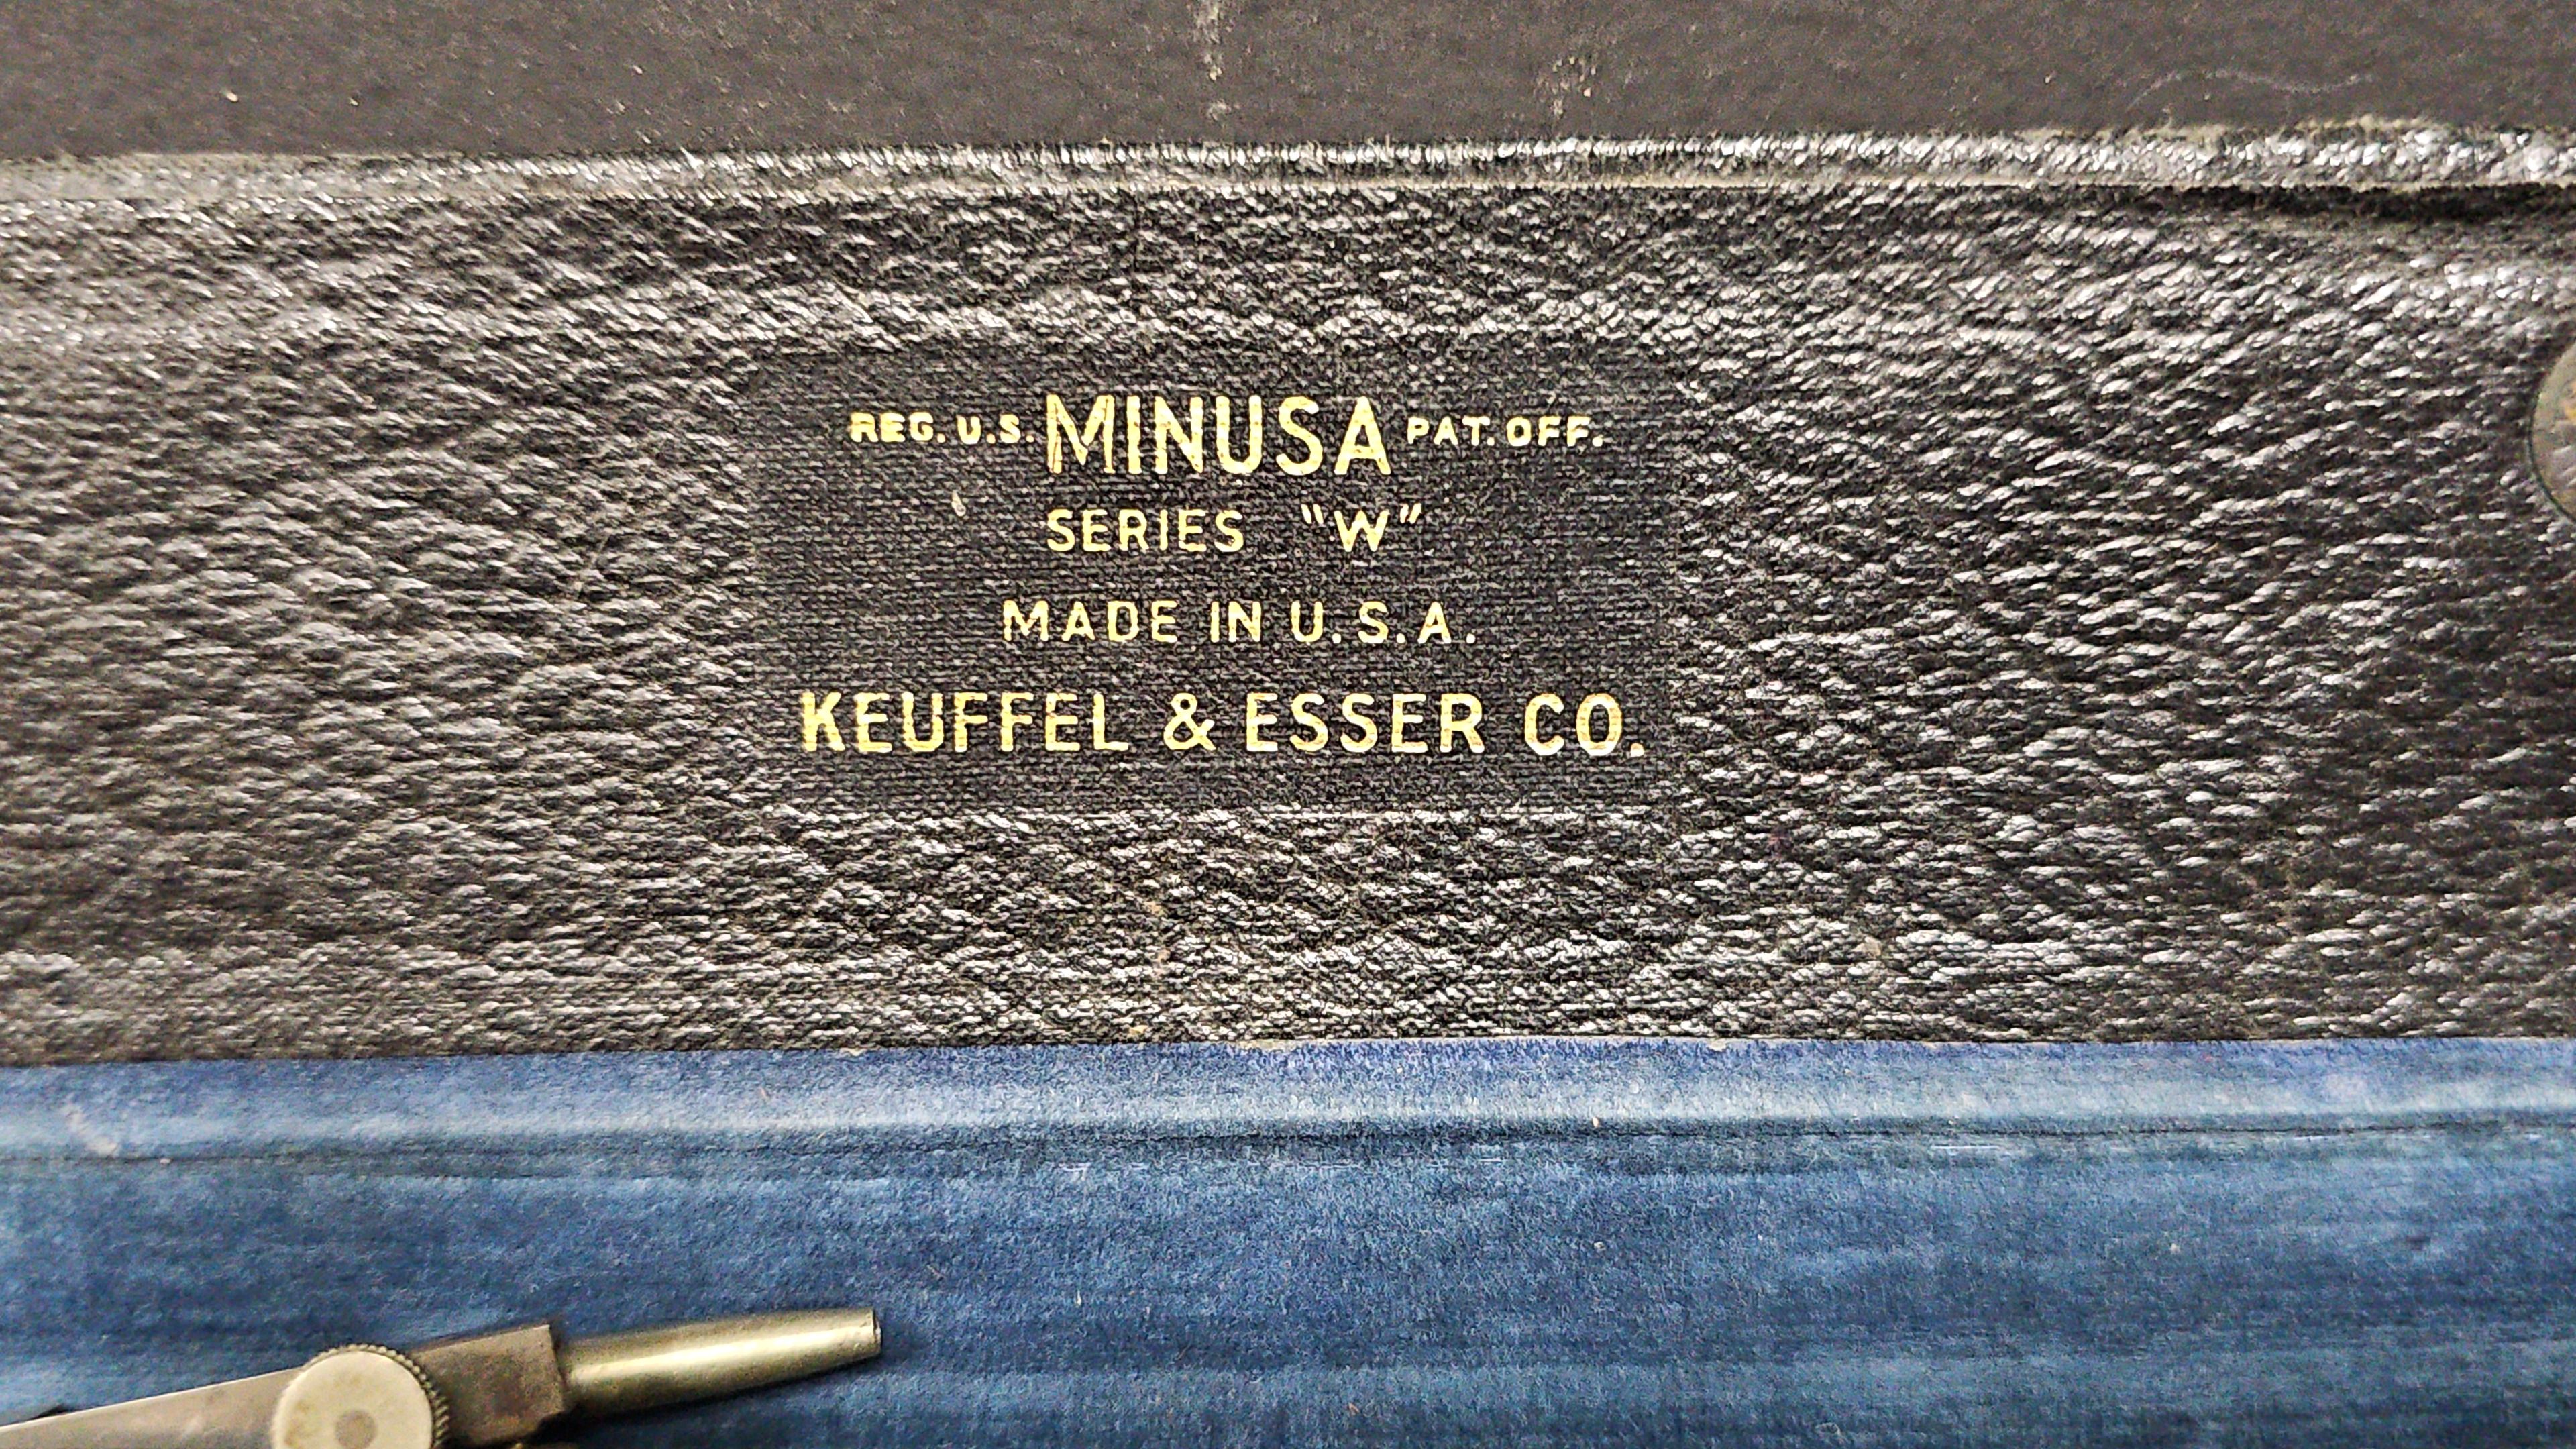 REG. U.S. MINUSA PAT. OFF.
SERIES "W"
MADE IN U.S.A.
KEUFFEL & ESSER CO.